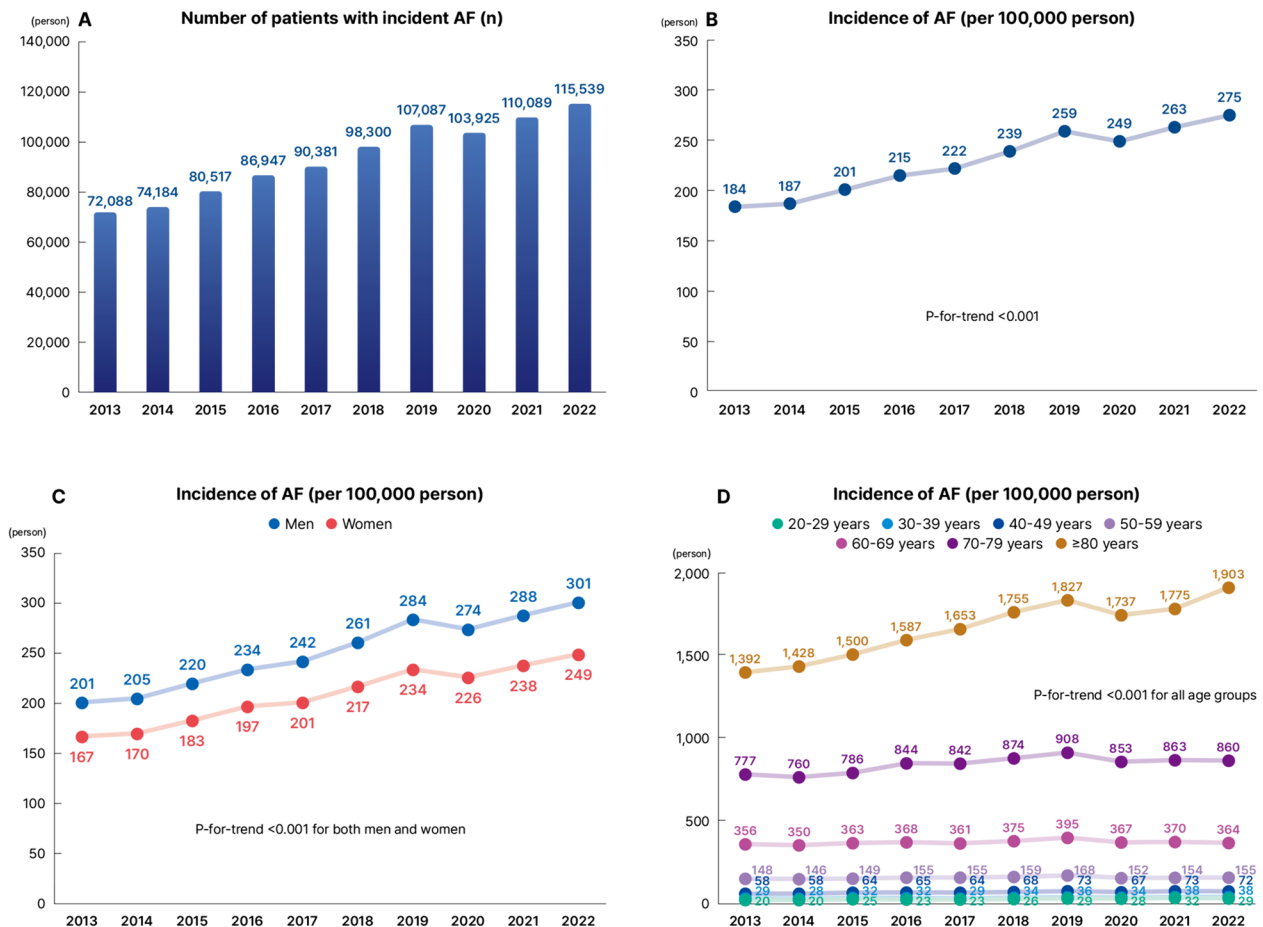 (person) A Number of patients with incident AF (n)
140,000
120,000
100,000
80,000
60,000
40,000
20,000
0
72,088 74,184 80,517 86,947 90,381 98,300 107,087 103,925 110,089 115,539
2013 2014 2015 2016 2017 2018 2019 2020 2021 2022
(person) B Incidence of AF (per 100,000 person)
350
300
250
200
150
100
50
0
184 187 201 215 222 239 259 249 263 275
P-for-trend <0.001
2013 2014 2015 2016 2017 2018 2019 2020 2021 2022
C Incidence of AF (per 100,000 person)
Men Women
(person)
350
300
250
200
150
100
50
0
201 205 220 234 242 261 284 274 288 301
167 170 183 197 201 217 234 226 238 249
P-for-trend <0.001 for both men and women
2013 2014 2015 2016 2017 2018 2019 2020 2021 2022
D Incidence of AF (per 100,000 person)
20-29 years 30-39 years 40-49 years 50-59 years
60-69 years 70-79 years ≥80 years
(person)
2,000
1,500
1,000
500
0
1,392 1,428 1,500 1,587 1,653 1,755 1,827 1,737 1,775 1,903
P-for-trend <0.001 for all age groups
777 760 786 844 842 874 908 853 863 860
356 350 363 368 361 375 395 367 370 364
148 146 149 155 155 159 168 152 154 155
58 58 64 65 64 68 73 67 73 72
29 28 32 32 29 34 36 34 38 38
20 20 25 23 23 26 29 28 32 29
2013 2014 2015 2016 2017 2018 2019 2020 2021 2022